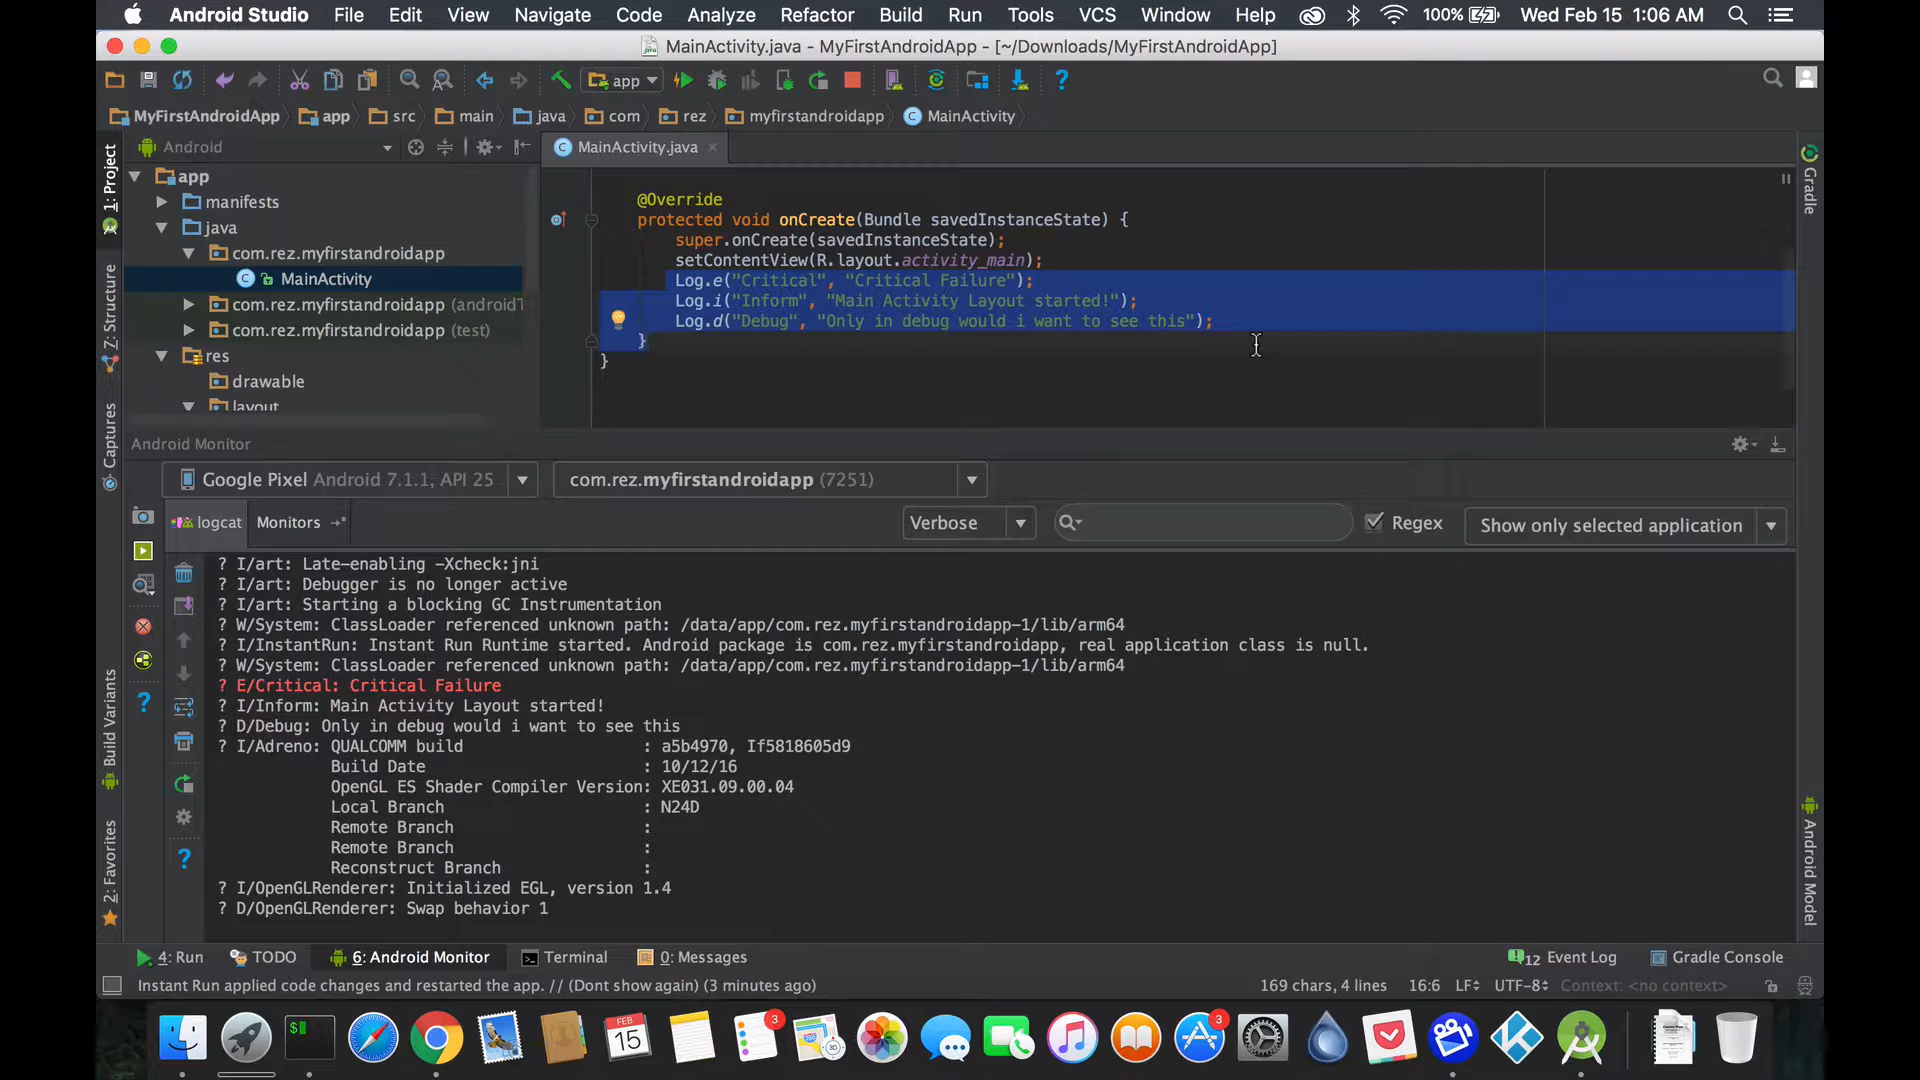 Android Studio File Edit View Navigate Code Analyze Refactor Build Run Tools VCS Window Help 100% Wed Feb 15 1:06 AM
MainActivity.java - MyFirstAndroidApp - [~/Downloads/MyFirstAndroidApp]
app
MyFirstAndroidApp app src main java com rez myfirstandroidapp MainActivity
1: Project
Z: Structure
Captures
Build Variants
2: Favorites
Android
app
manifests
java
com.rez.myfirstandroidapp
MainActivity
com.rez.myfirstandroidapp (androidT
com.rez.myfirstandroidapp (test)
res
drawable
layout
MainActivity.java
@Override
protected void onCreate(Bundle savedInstanceState) {
super.onCreate(savedInstanceState);
setContentView(R.layout.activity_main);
Log.e("Critical", "Critical Failure");
Log.i("Inform", "Main Activity Layout started!");
Log.d("Debug", "Only in debug would i want to see this");
}
}
Gradle
Android Model
Android Monitor
Google Pixel Android 7.1.1, API 25 com.rez.myfirstandroidapp (7251)
logcat Monitors Verbose Regex Show only selected application
? I/art: Late-enabling -Xcheck:jni
? I/art: Debugger is no longer active
? I/art: Starting a blocking GC Instrumentation
? W/System: ClassLoader referenced unknown path: /data/app/com.rez.myfirstandroidapp-1/lib/arm64
? I/InstantRun: Instant Run Runtime started. Android package is com.rez.myfirstandroidapp, real application class is null.
? W/System: ClassLoader referenced unknown path: /data/app/com.rez.myfirstandroidapp-1/lib/arm64
? E/Critical: Critical Failure
? I/Inform: Main Activity Layout started!
? D/Debug: Only in debug would i want to see this
? I/Adreno: QUALCOMM build : a5b4970, If5818605d9
Build Date : 10/12/16
OpenGL ES Shader Compiler Version: XE031.09.00.04
Local Branch : N24D
Remote Branch :
Remote Branch :
Reconstruct Branch :
? I/OpenGLRenderer: Initialized EGL, version 1.4
? D/OpenGLRenderer: Swap behavior 1
4: Run TODO 6: Android Monitor Terminal 0: Messages 12 Event Log Gradle Console
Instant Run applied code changes and restarted the app. // (Dont show again) (3 minutes ago) 169 chars, 4 lines 16:6 LF UTF-8 Context: <no context>
$ FEB 15 3 3D 3